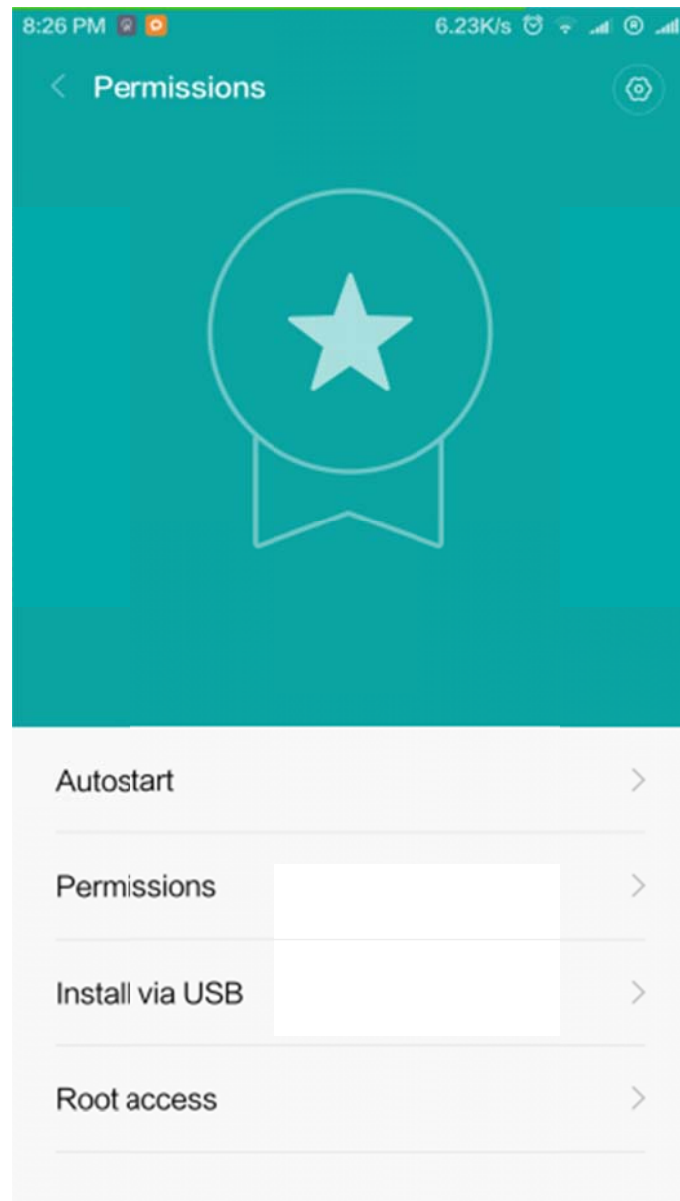 8:26 PM 6.23K/s
Permissions
Autostart
Permissions
Install via USB
Root access